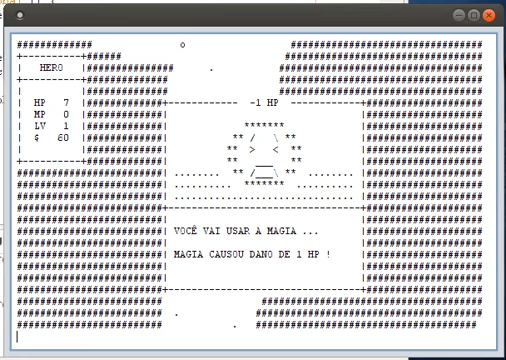 HERO
HP 7
MP 0
LV 1
$ 60
-1 HP
VOCÊ VAI USAR A MAGIA ...
MAGIA CAUSOU DANO DE 1 HP !